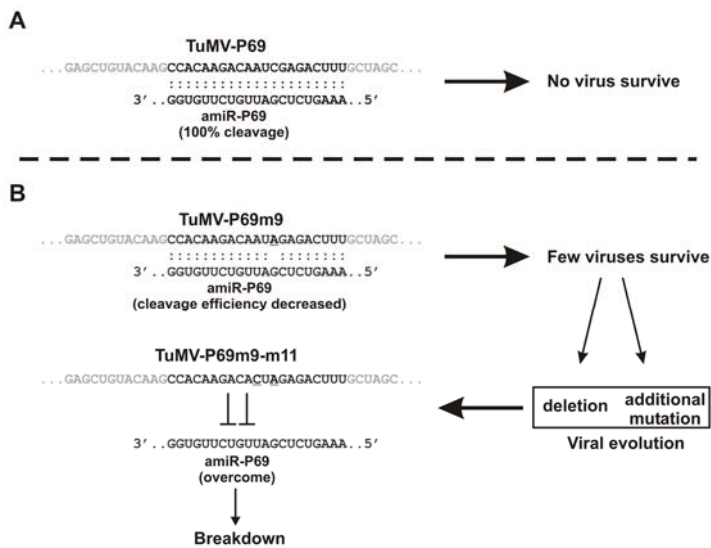 A
TuMV-P69
...GAGCUGUACAAGCCACAAGACAAUCGAGACUUUGCUAGC...
:::::::::::::::::::::
3’..GGUGUUCUGUUAGCUCUGAAA..5’
amiR-P69
(100% cleavage)
No virus survive
B
TuMV-P69m9
...GAGCUGUACAAGCCACAAGACAAUAGAGACUUUGCUAGC...
:::::::::::: ::::::::
3’..GGUGUUCUGUUAGCUCUGAAA..5’
amiR-P69
(cleavage efficiency decreased)
Few viruses survive
TuMV-P69m9-m11
...GAGCUGUACAAGCCACAAGACACUAGAGACUUUGCUAGC...
deletion additional mutation
Viral evolution
3’..GGUGUUCUGUUAGCUCUGAAA..5’
amiR-P69
(overcome)
Breakdown